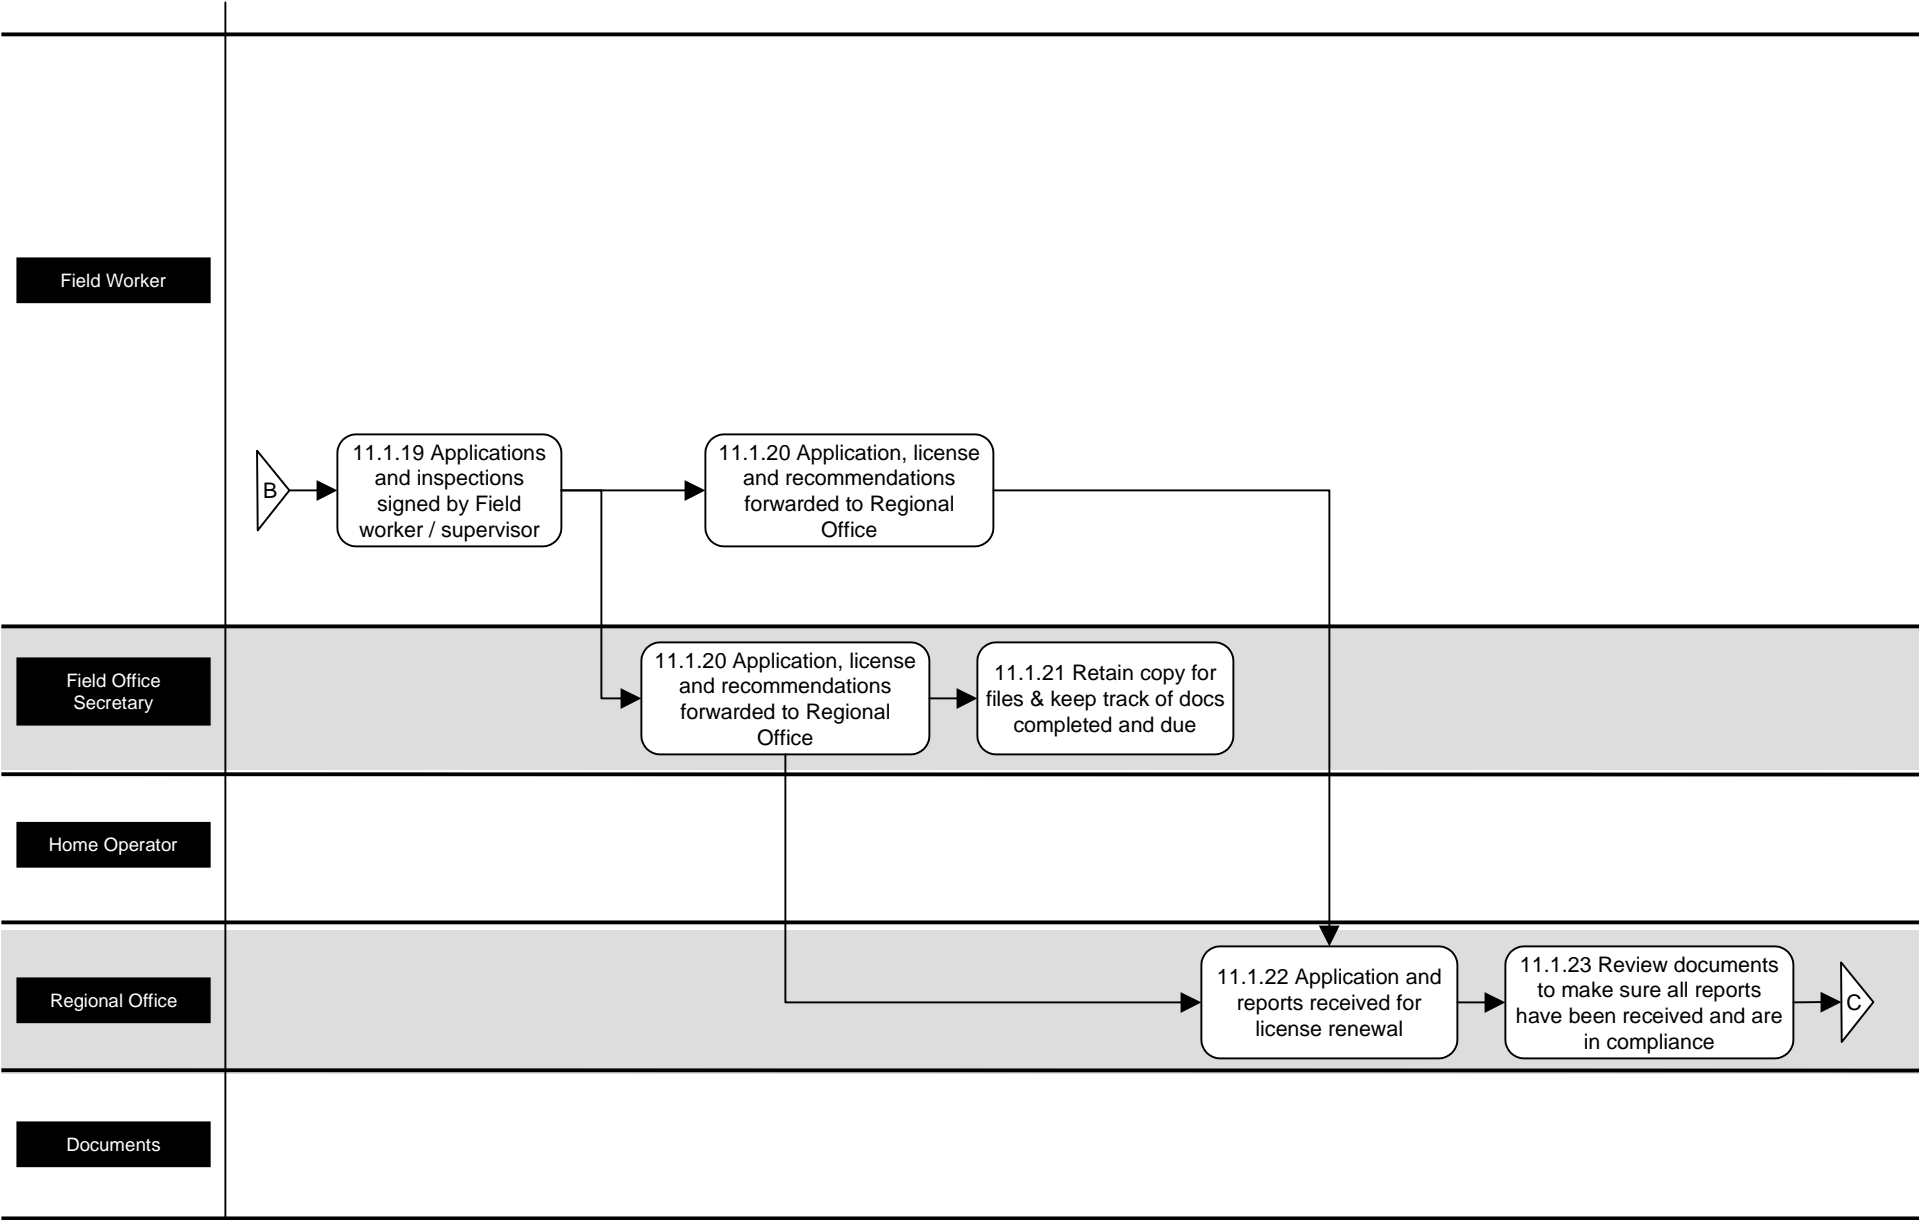 Field Worker
B
11.1.19 Applications
and inspections
signed by Field
worker / supervisor
11.1.20 Application, license
and recommendations
forwarded to Regional
Office
Field Office
Secretary
11.1.20 Application, license
and recommendations
forwarded to Regional
Office
11.1.21 Retain copy for
files & keep track of docs
completed and due
Home Operator
Regional Office
11.1.22 Application and
reports received for
license renewal
11.1.23 Review documents
to make sure all reports
have been received and are
in compliance
C
Documents